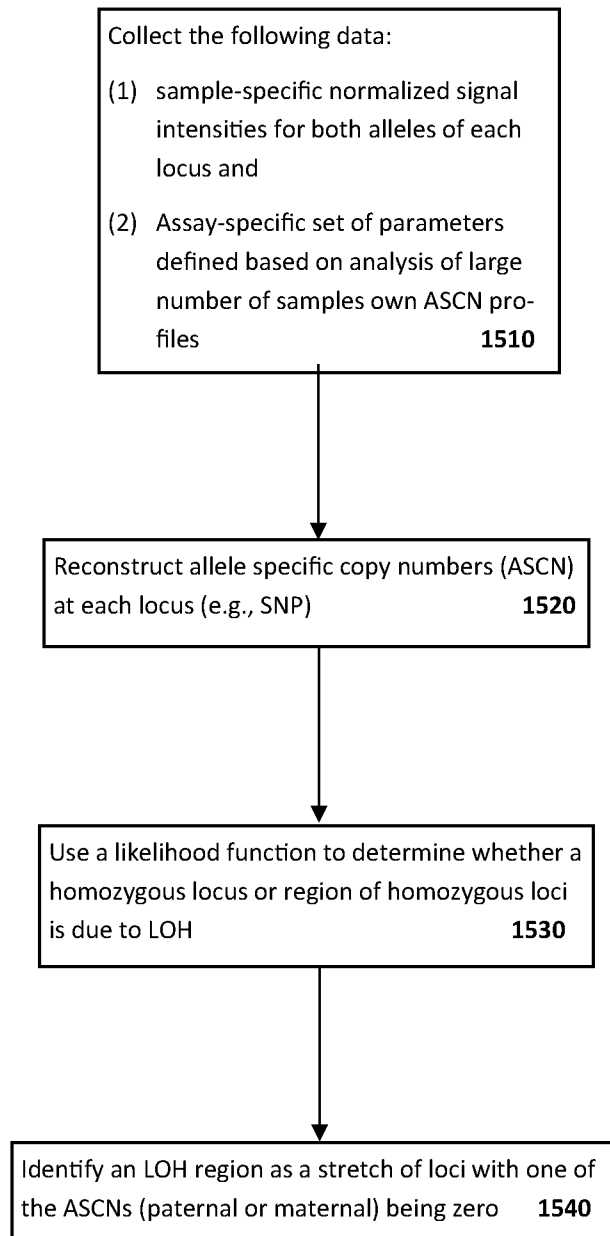 Collect the following data:
(1) sample-specific normalized signal
intensities for both alleles of each
locus and
(2) Assay-specific set of parameters
defined based on analysis of large
number of samples own ASCN pro-
files 1510
Reconstruct allele specific copy numbers (ASCN)
at each locus (e.g., SNP) 1520
Use a likelihood function to determine whether a
homozygous locus or region of homozygous loci
is due to LOH 1530
Identify an LOH region as a stretch of loci with one of
the ASCNs (paternal or maternal) being zero 1540